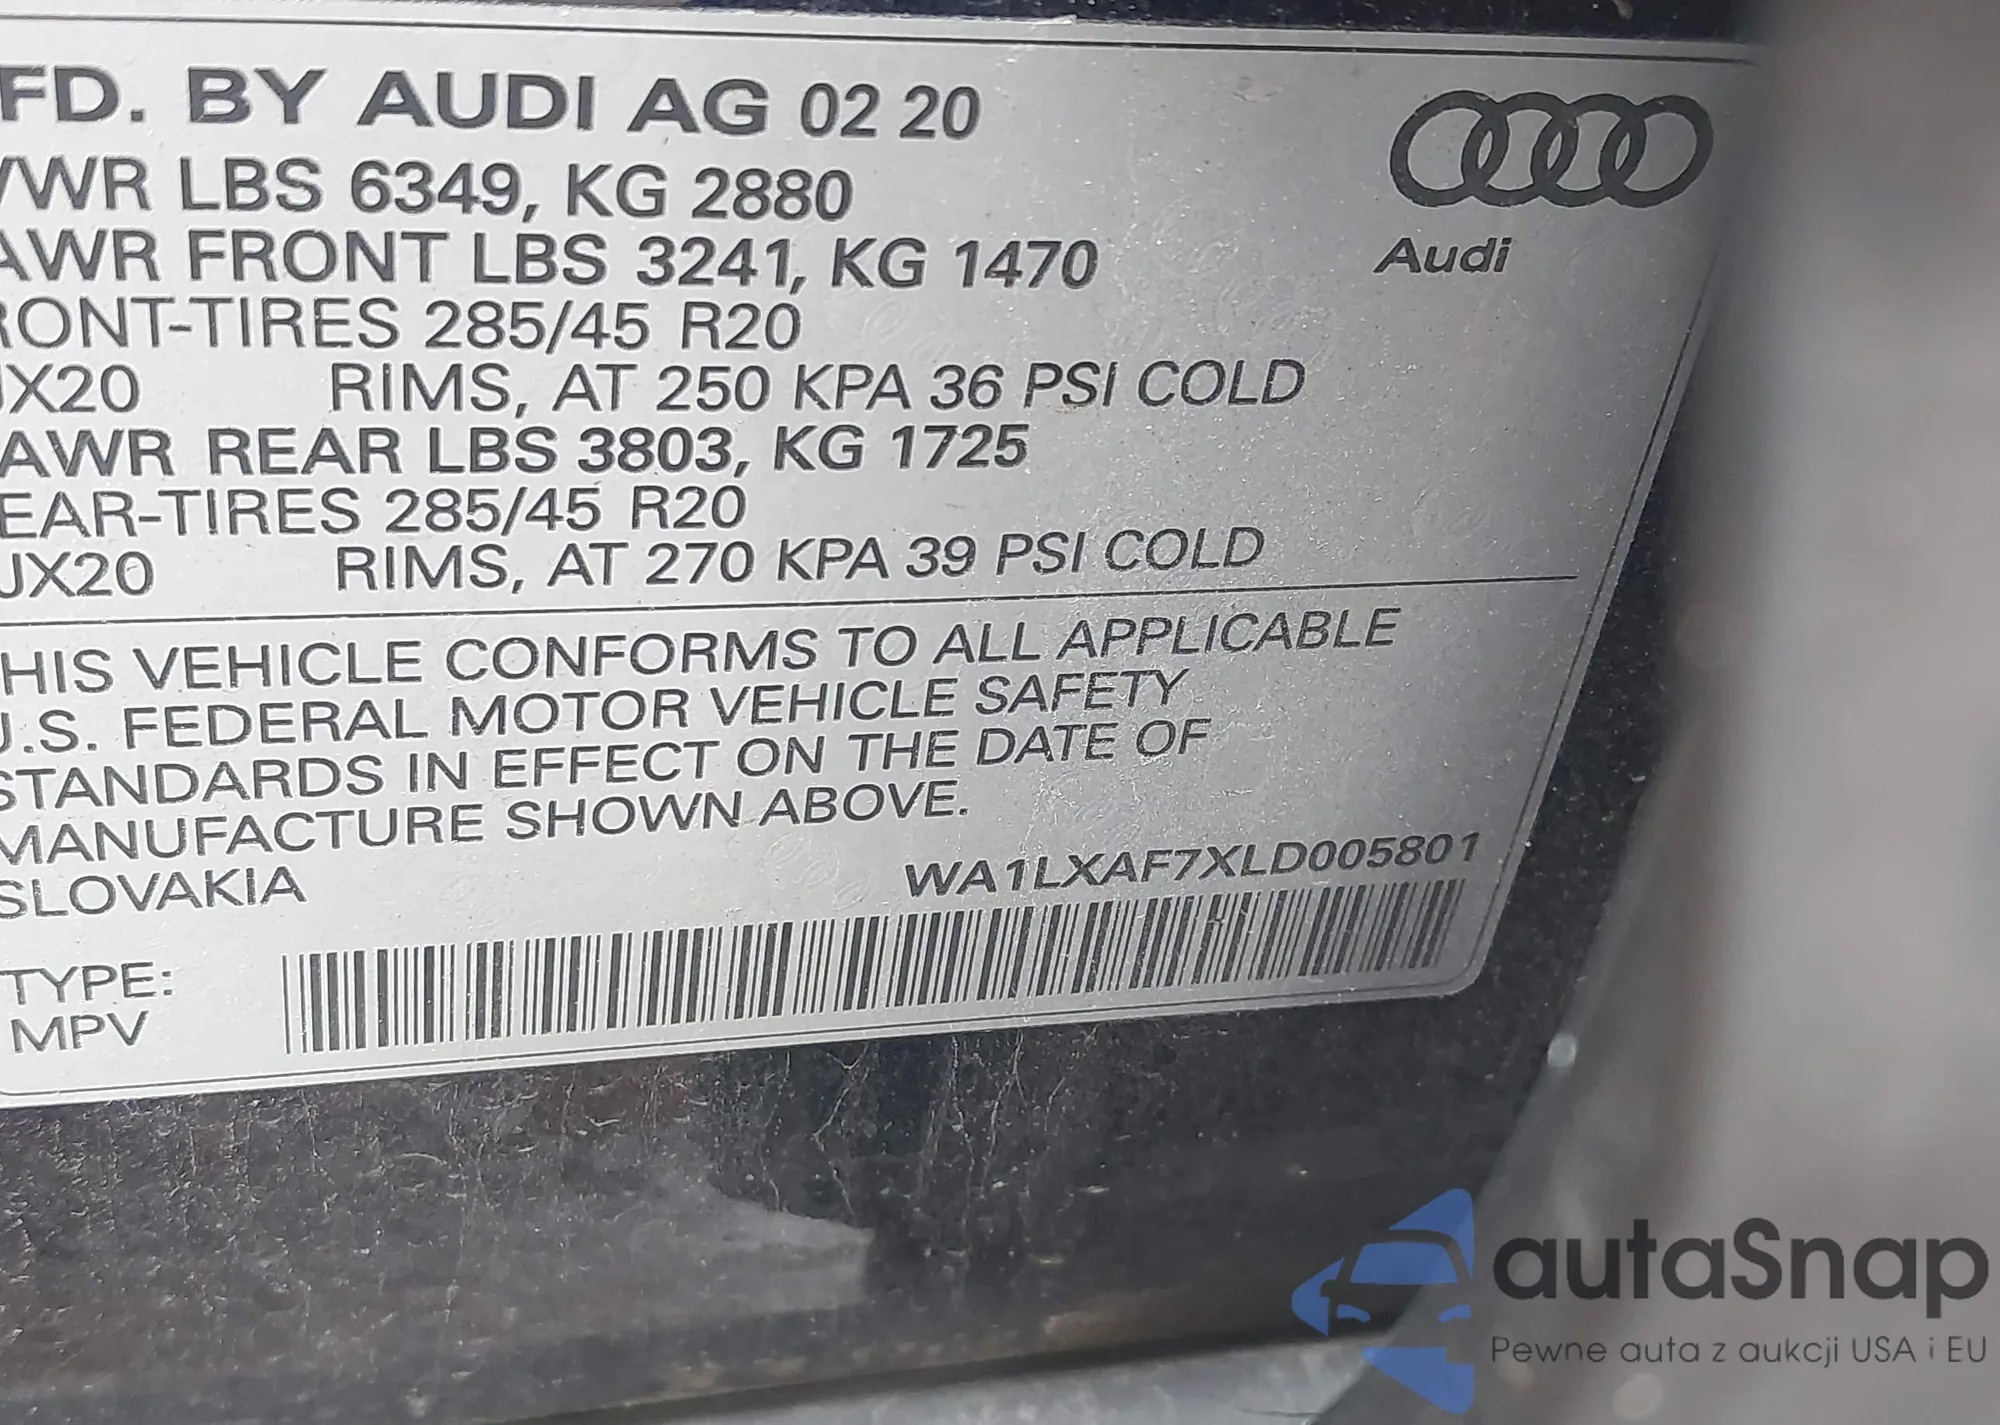 FD. BY AUDI AG 02 20
VWR LBS 6349, KG 2880
AWR FRONT LBS 3241, KG 1470
RONT-TIRES 285/45 R20
JX20 RIMS, AT 250 KPA 36 PSI COLD
AWR REAR LBS 3803, KG 1725
EAR-TIRES 285/45 R20
JX20 RIMS, AT 270 KPA 39 PSI COLD
HIS VEHICLE CONFORMS TO ALL APPLICABLE
U.S. FEDERAL MOTOR VEHICLE SAFETY
STANDARDS IN EFFECT ON THE DATE OF
MANUFACTURE SHOWN ABOVE.
SLOVAKIA
WA1LXAF7XLD005801
TYPE:
MPV
Audi
autaSnap
Pewne auta z aukcji USA i EU